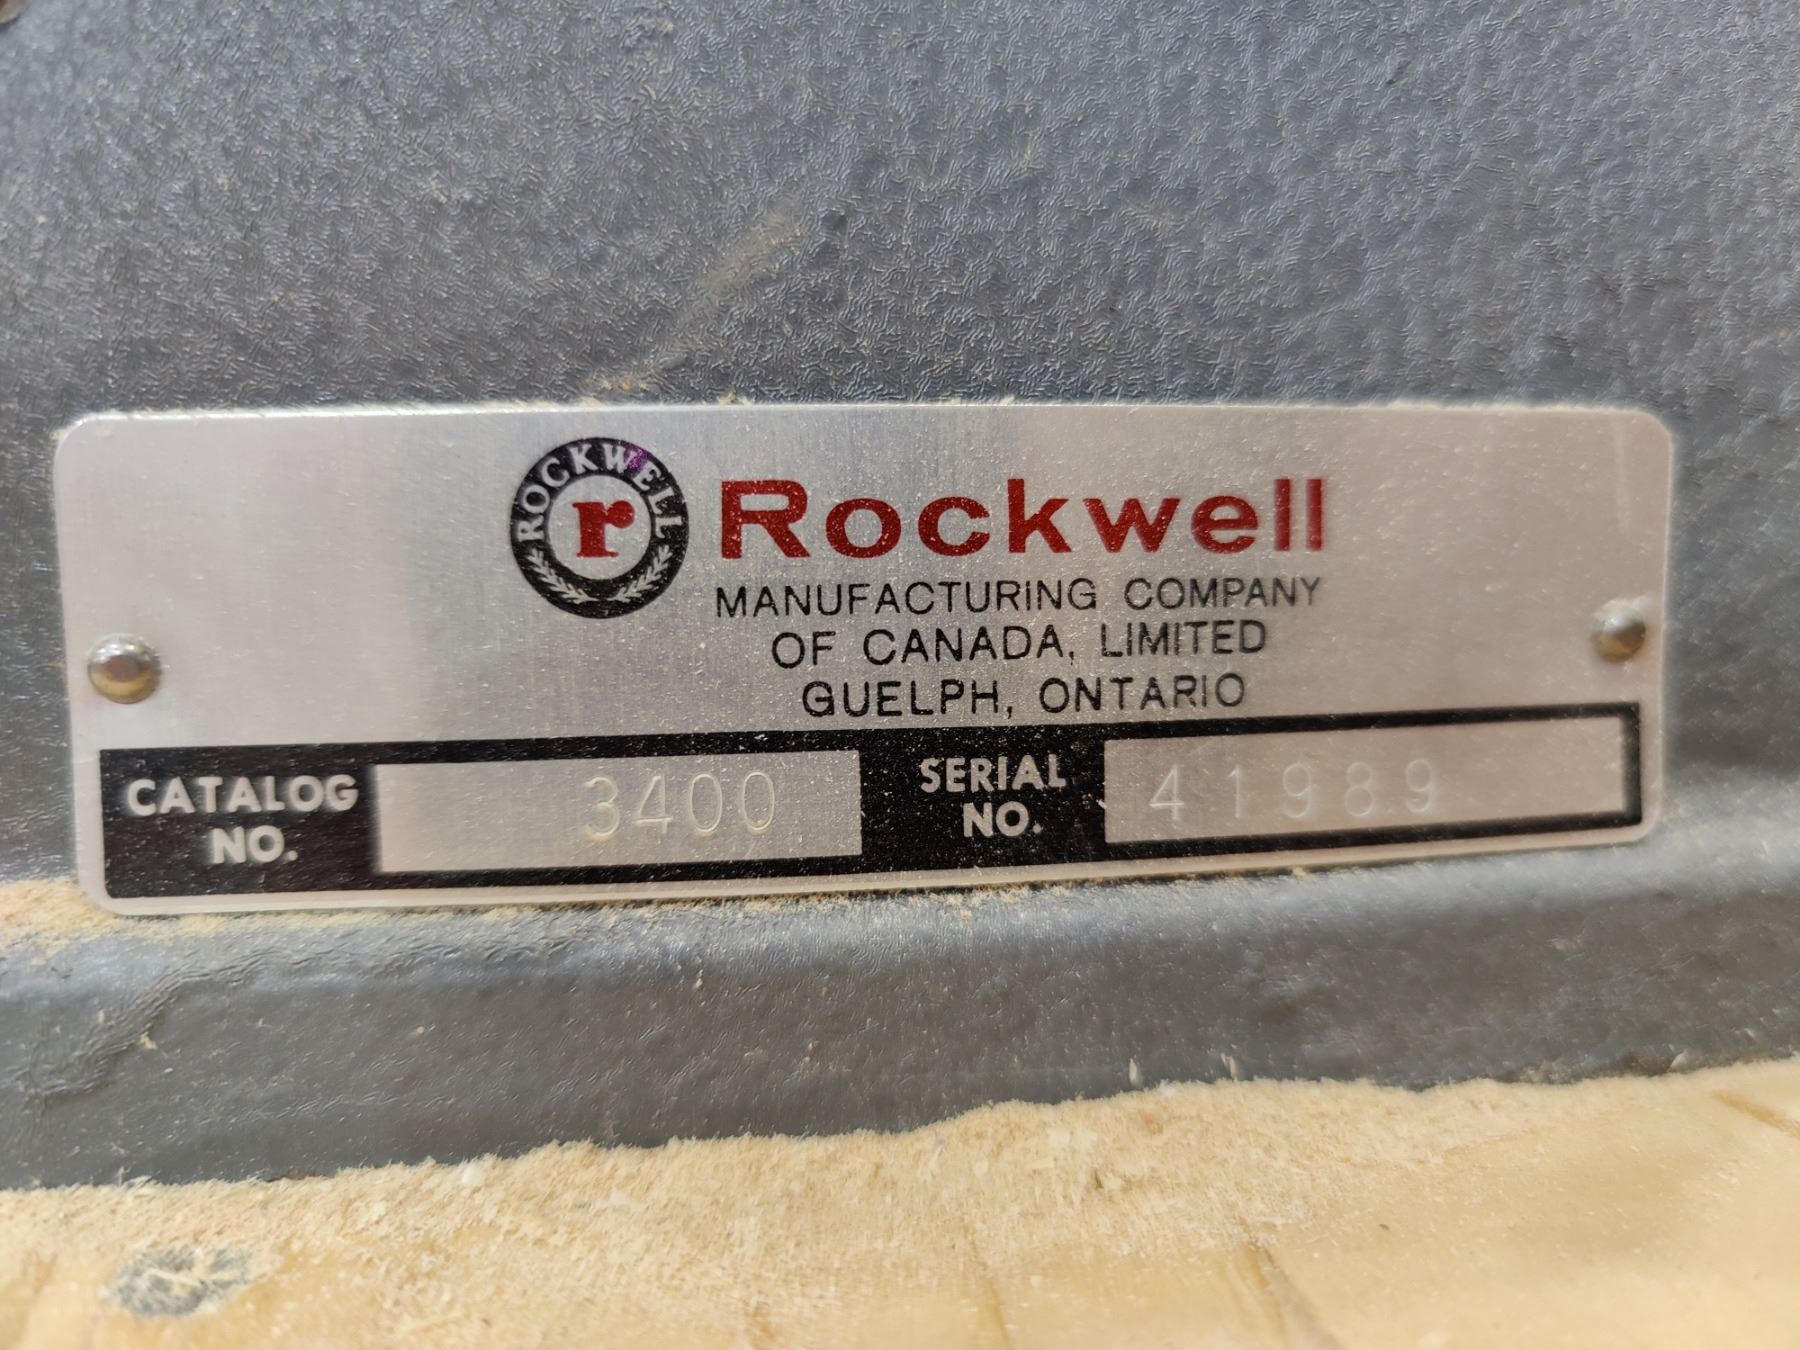 ROCKWELL
r
Rockwell
MANUFACTURING COMPANY
OF CANADA, LIMITED
GUELPH, ONTARIO
CATALOG
NO.
3400
SERIAL
NO.
41989